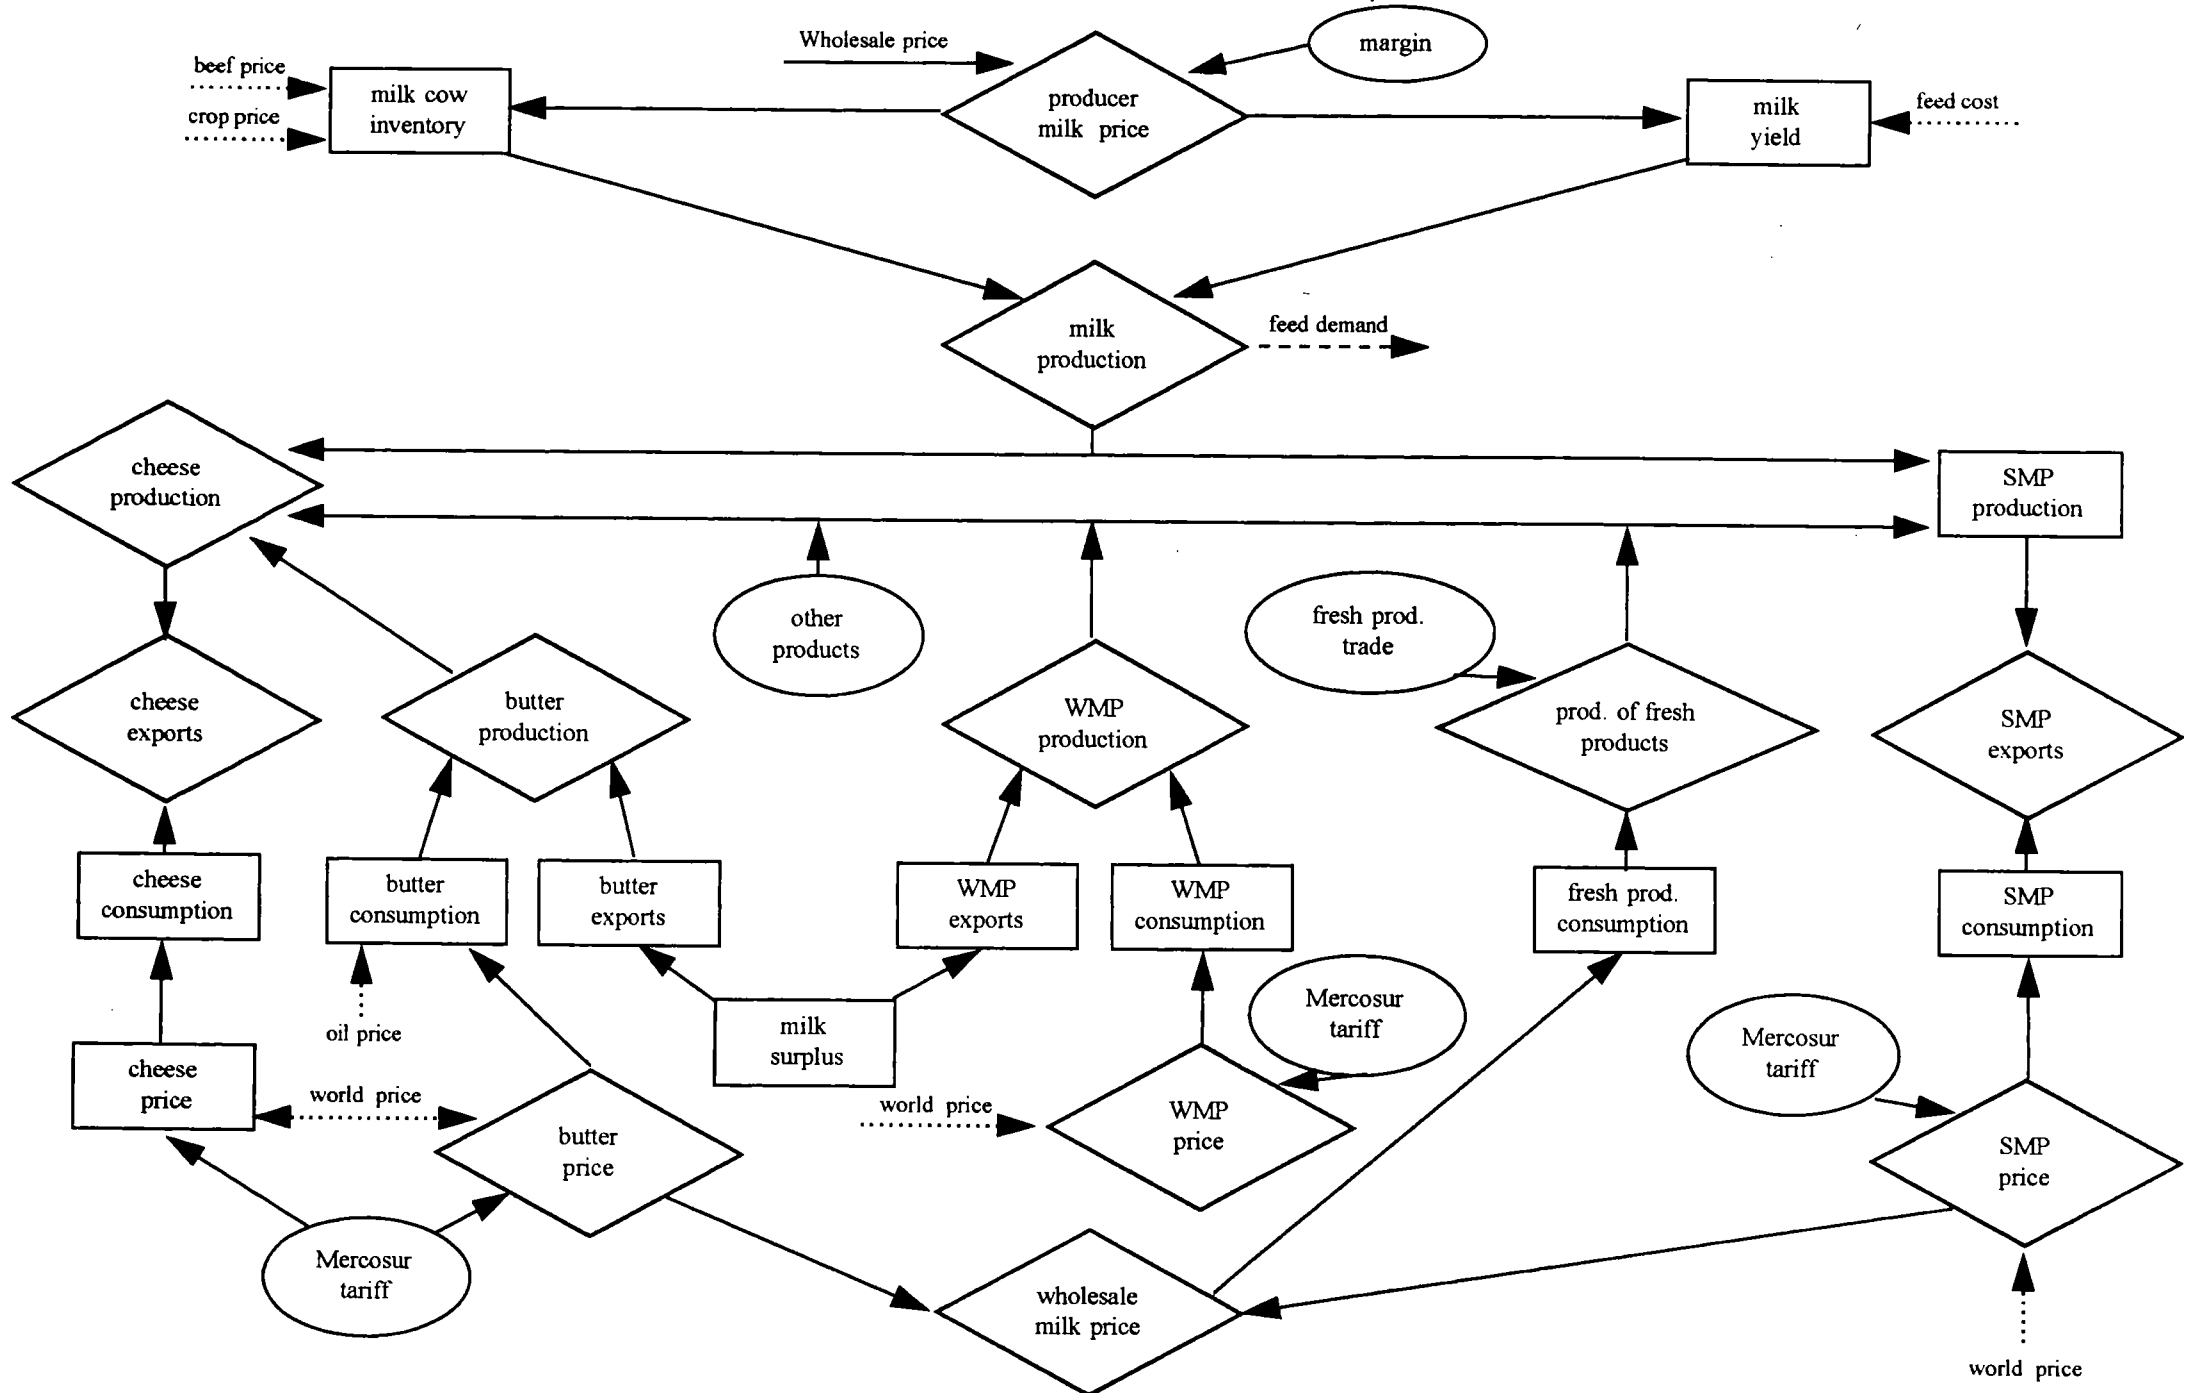 Wholesale price
margin
beef price
milk cow
inventory
crop price
producer
milk price
milk
yield
feed cost
milk
production
feed demand
cheese
production
SMP
production
other
products
fresh prod.
trade
cheese
exports
butter
production
WMP
production
prod. of fresh
products
SMP
exports
cheese
consumption
butter
consumption
butter
exports
WMP
exports
WMP
consumption
fresh prod.
consumption
SMP
consumption
oil price
milk
surplus
Mercosur
tariff
Mercosur
tariff
cheese
price
world price
butter
price
world price
WMP
price
SMP
price
Mercosur
tariff
wholesale
milk price
world price